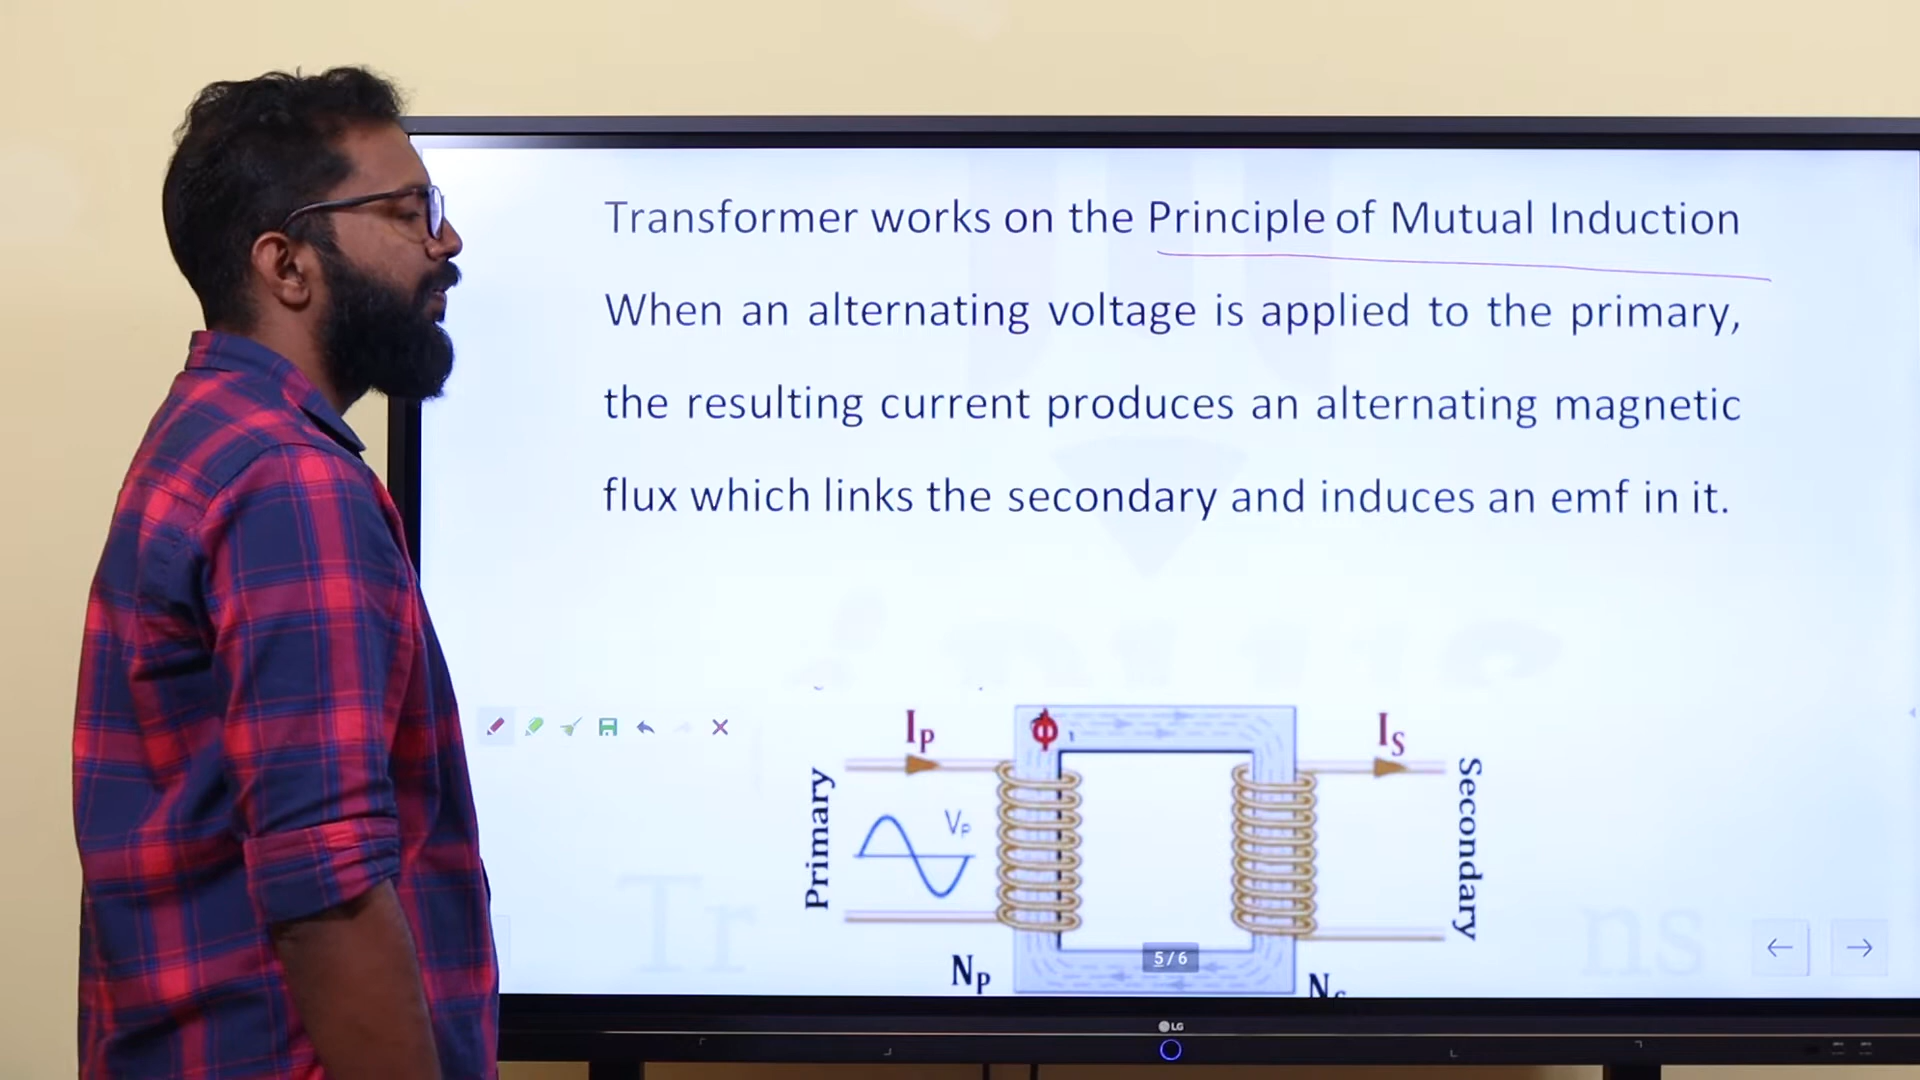 Transformer works on the Principle of Mutual Induction
When an alternating voltage is applied to the primary,
the resulting current produces an alternating magnetic
flux which links the secondary and induces an emf in it.
IP
ϕ
IS
Primary
VP
Secondary
NP
5/6
Tr
ns
LG